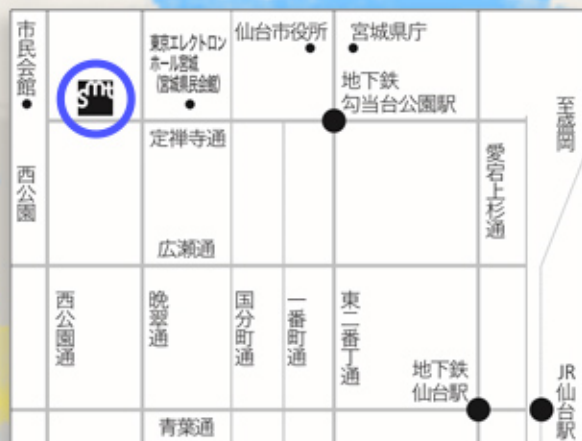 市民会館
smt
東京エレクトロン
ホール宮城
(宮城県民会館)
仙台市役所
宮城県庁
地下鉄
勾当台公園駅
至盛岡
定禅寺通
西公園
愛宕上杉通
広瀬通
西公園通
晩翠通
国分町通
一番町通
東二番丁通
地下鉄
仙台駅
JR仙台駅
青葉通